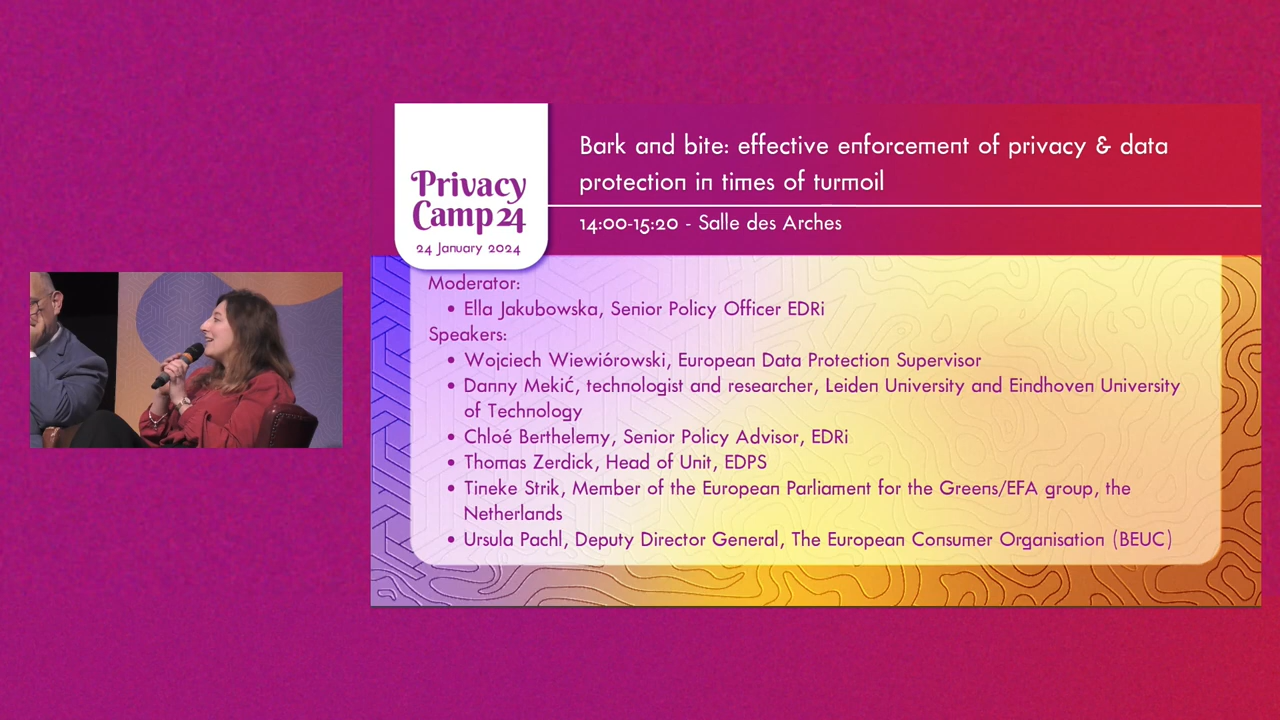 Privacy
Camp 24
24 January 2024
Bark and bite: effective enforcement of privacy & data
protection in times of turmoil
14:00-15:20 - Salle des Arches
Moderator:
• Ella Jakubowska, Senior Policy Officer EDRi
Speakers:
• Wojciech Wiewiórowski, European Data Protection Supervisor
• Danny Mekić, technologist and researcher, Leiden University and Eindhoven University
of Technology
• Chloé Berthelemy, Senior Policy Advisor, EDRi
• Thomas Zerdick, Head of Unit, EDPS
• Tineke Strik, Member of the European Parliament for the Greens/EFA group, the
Netherlands
• Ursula Pachl, Deputy Director General, The European Consumer Organisation (BEUC)